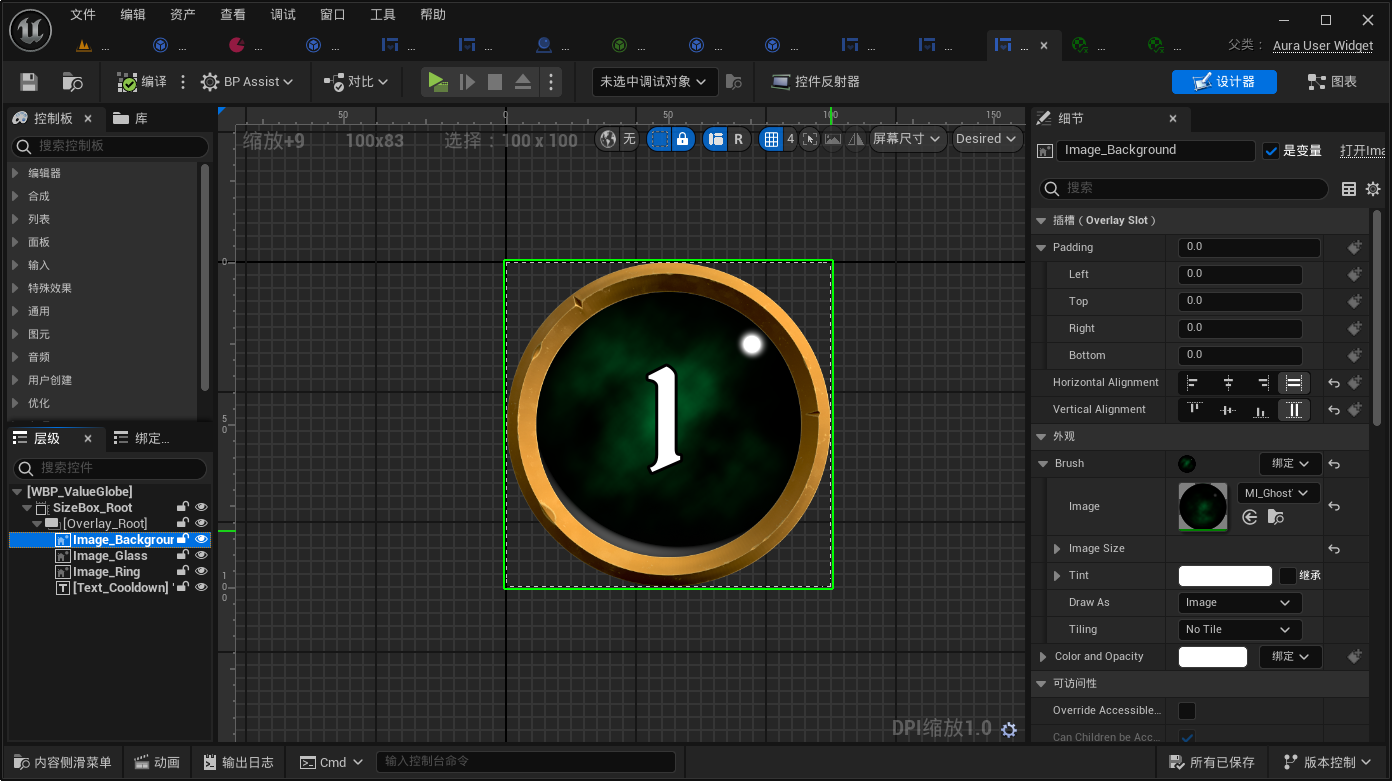 文件 编辑 资产 查看 调试 窗口 工具 帮助
... ... ... ... ... ... ... ... ... ... ... ... ... ... ... 父类： Aura User Widget
编译 BP Assist 对比 未选中调试对象 控件反射器 设计器 图表
控制板 库
搜索控制板
编辑器
合成
列表
面板
输入
特殊效果
通用
图元
音频
用户创建
优化
层级 绑定...
搜索控件
[WBP_ValueGlobe]
SizeBox_Root
[Overlay_Root]
Image_Backgrour
Image_Glass
Image_Ring
[Text_Cooldown]
50 0 50 100 150
缩放+9 100x83 选择：100 x 100 无 R 4 屏幕尺寸 Desired
0
50
100
1
DPI缩放1.0
细节
Image_Background 是变量 打开Ima
搜索
插槽（Overlay Slot）
Padding 0.0
Left 0.0
Top 0.0
Right 0.0
Bottom 0.0
Horizontal Alignment
Vertical Alignment
外观
Brush 绑定
Image MI_Ghost
Image Size
Tint 继承
Draw As Image
Tiling No Tile
Color and Opacity 绑定
可访问性
Override Accessible...
Can Children be Acc...
内容侧滑菜单 动画 输出日志 Cmd 输入控制台命令 所有已保存 版本控制